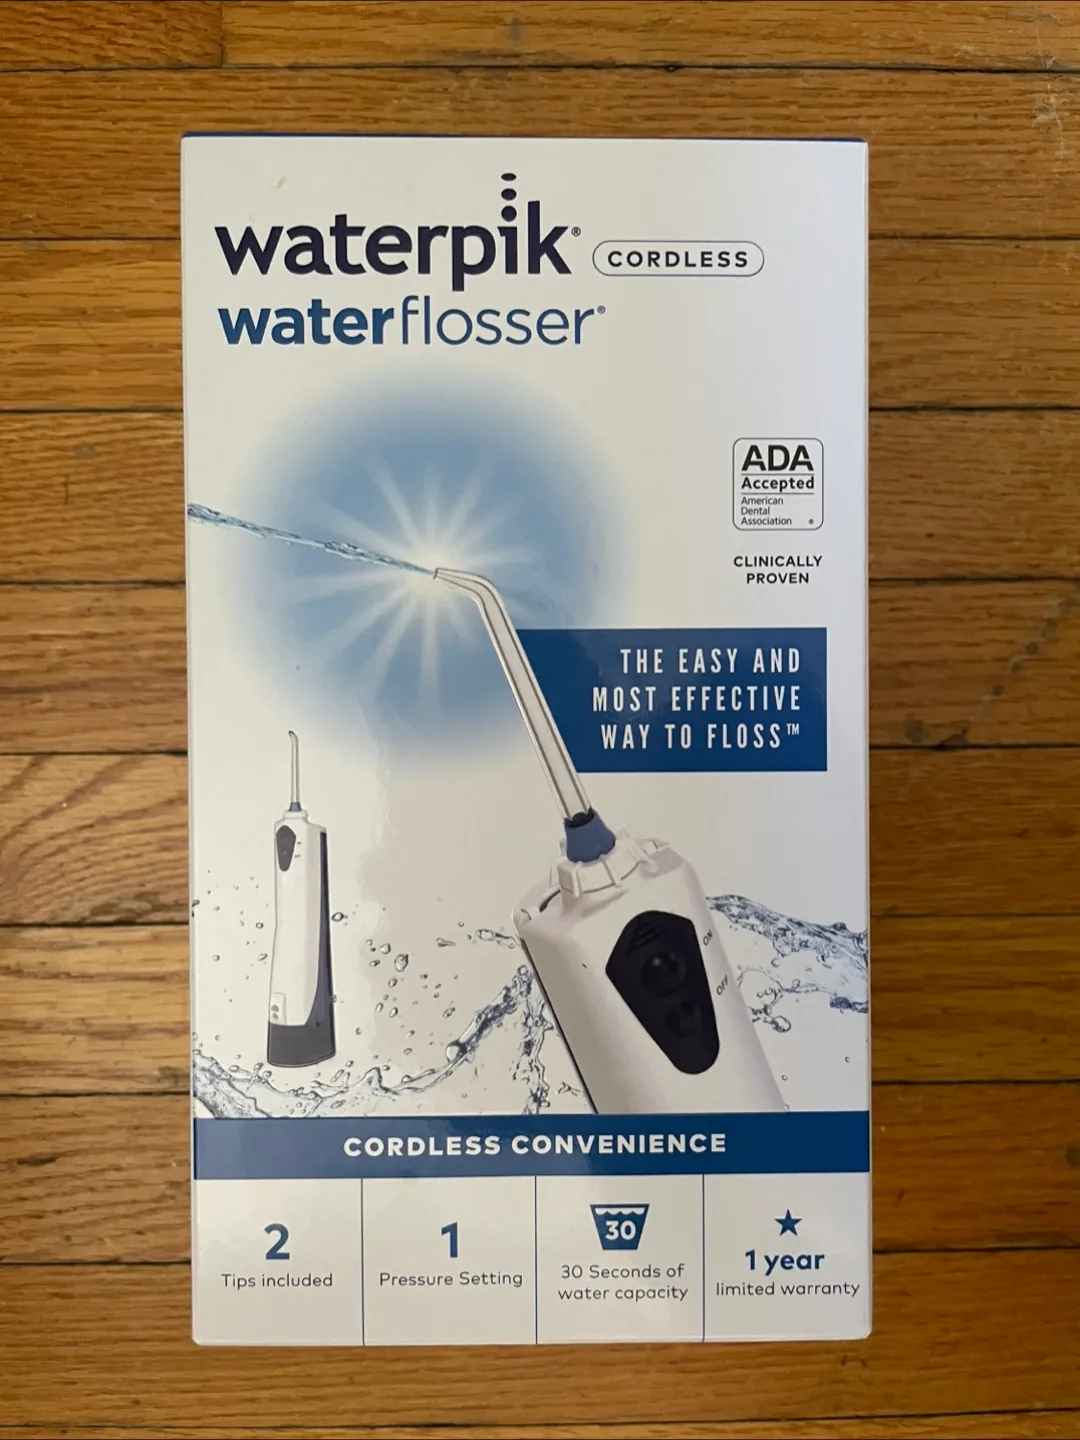 waterpik®
CORDLESS
waterflosser®
ADA
Accepted
American
Dental
Association ®
CLINICALLY
PROVEN
THE EASY AND
MOST EFFECTIVE
WAY TO FLOSS™
ON
OFF
CORDLESS CONVENIENCE
2
Tips included
1
Pressure Setting
30
30 Seconds of
water capacity
1 year
limited warranty